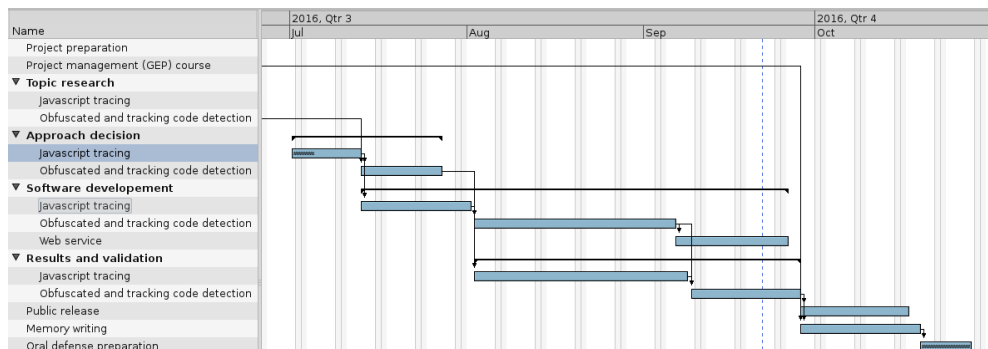 2016, Qtr 3 2016, Qtr 4
Name Jul Aug Sep Oct
Project preparation
Project management (GEP) course
Topic research
Javascript tracing
Obfuscated and tracking code detection
Approach decision
Javascript tracing
Obfuscated and tracking code detection
Software developement
Javascript tracing
Obfuscated and tracking code detection
Web service
Results and validation
Javascript tracing
Obfuscated and tracking code detection
Public release
Memory writing
Oral defense preparation